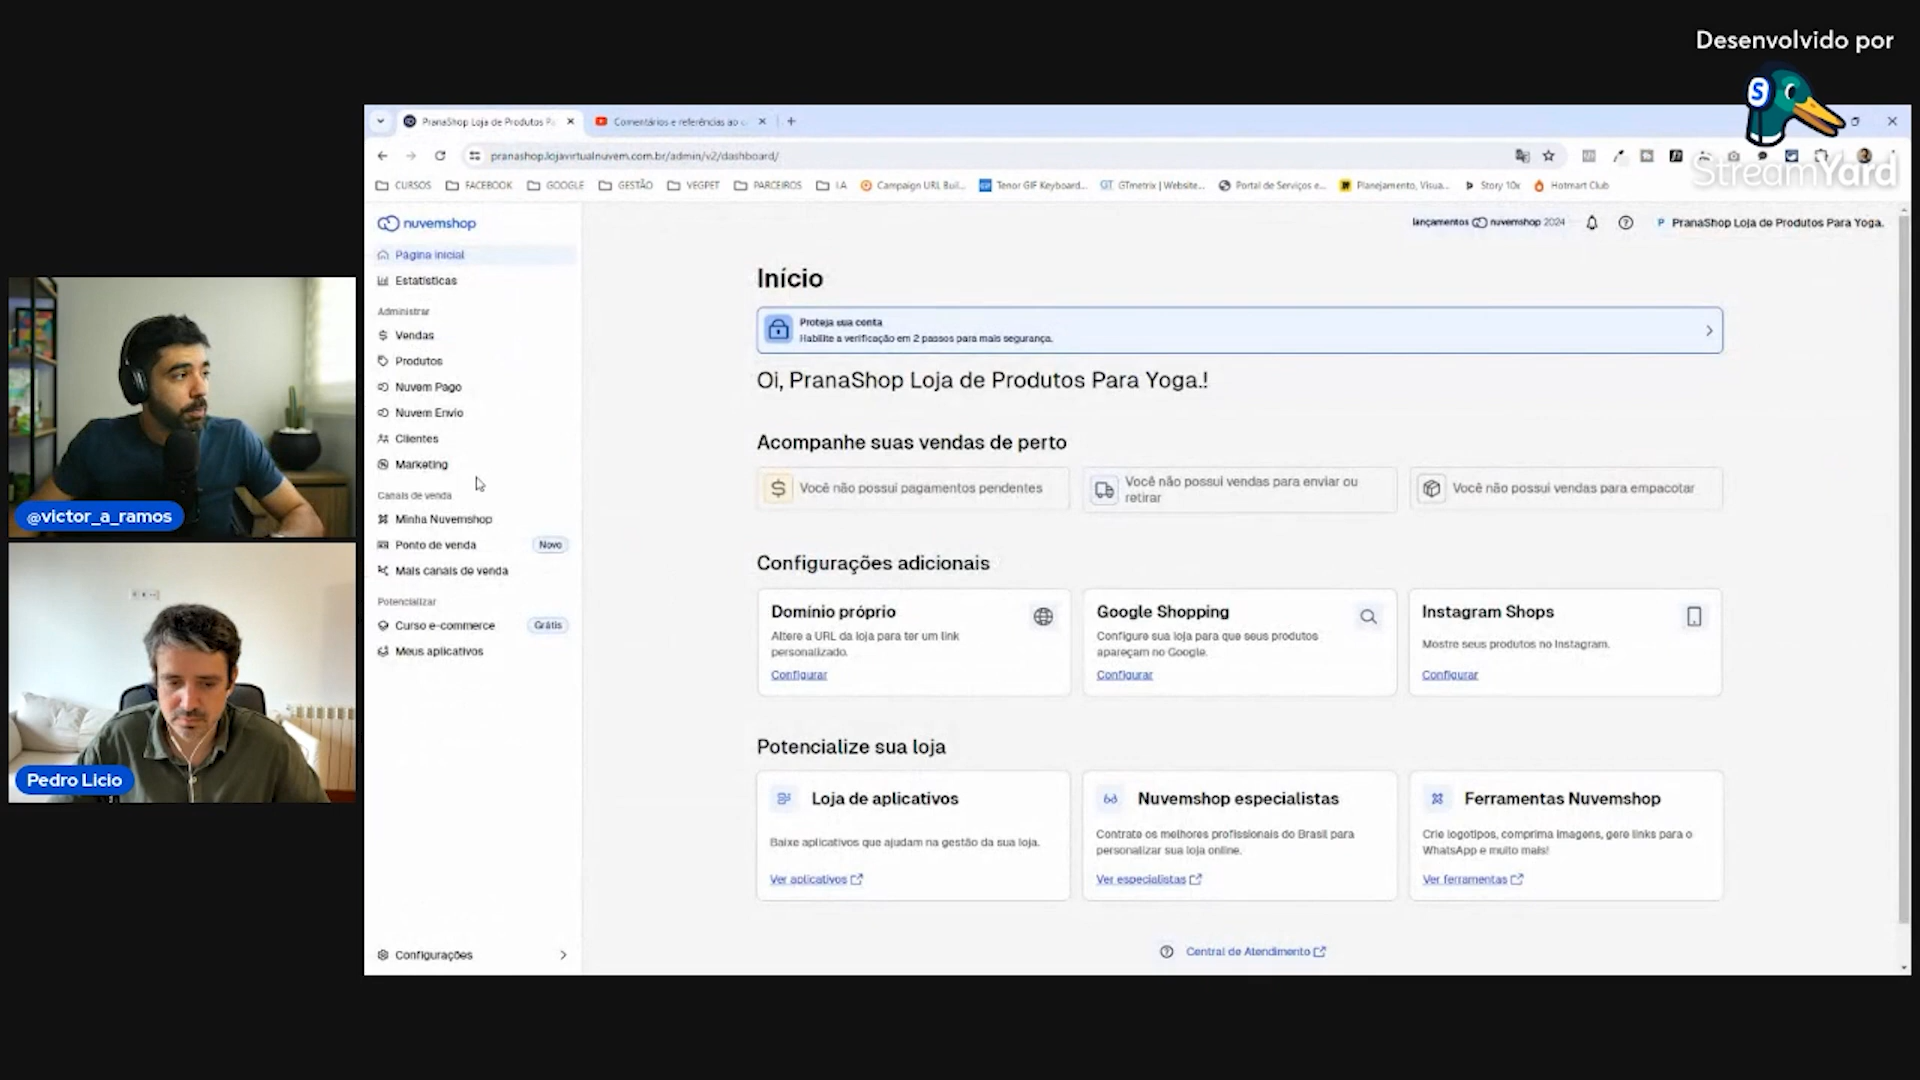 Desenvolvido por
StreamYard
PranaShop Loja de Produtos Pa
Comentários e referências ao c
pranashop.lojavirtualnuvem.com.br/admin/v2/dashboard/
CURSOS
FACEBOOK
GOOGLE
GESTÃO
VEGPET
PARCEIROS
I.A
Campaign URL Buil...
Tenor GIF Keyboard...
GTmetrix | Website...
Portal de Serviços e...
Planejamento, Visua...
Story 10x
Hotmart Club
nuvemshop
lançamentos nuvemshop 2024
P PranaShop Loja de Produtos Para Yoga.
Página inicial
Estatísticas
Administrar
Vendas
Produtos
Nuvem Pago
Nuvem Envio
Clientes
Marketing
Canais de venda
Minha Nuvemshop
Ponto de venda
Novo
Mais canais de venda
Potencializar
Curso e-commerce
Grátis
Meus aplicativos
Configurações
Início
Proteja sua conta
Habilite a verificação em 2 passos para mais segurança.
Oi, PranaShop Loja de Produtos Para Yoga.!
Acompanhe suas vendas de perto
Você não possui pagamentos pendentes
Você não possui vendas para enviar ou
retirar
Você não possui vendas para empacotar
Configurações adicionais
Domínio próprio
Altere a URL da loja para ter um link
personalizado.
Configurar
Google Shopping
Configure sua loja para que seus produtos
apareçam no Google.
Configurar
Instagram Shops
Mostre seus produtos no Instagram.
Configurar
Potencialize sua loja
Loja de aplicativos
Baixe aplicativos que ajudam na gestão da sua loja.
Ver aplicativos
Nuvemshop especialistas
Contrate os melhores profissionais do Brasil para
personalizar sua loja online.
Ver especialistas
Ferramentas Nuvemshop
Crie logotipos, comprima imagens, gere links para o
WhatsApp e muito mais!
Ver ferramentas
Central de Atendimento
@victor_a_ramos
Pedro Licio